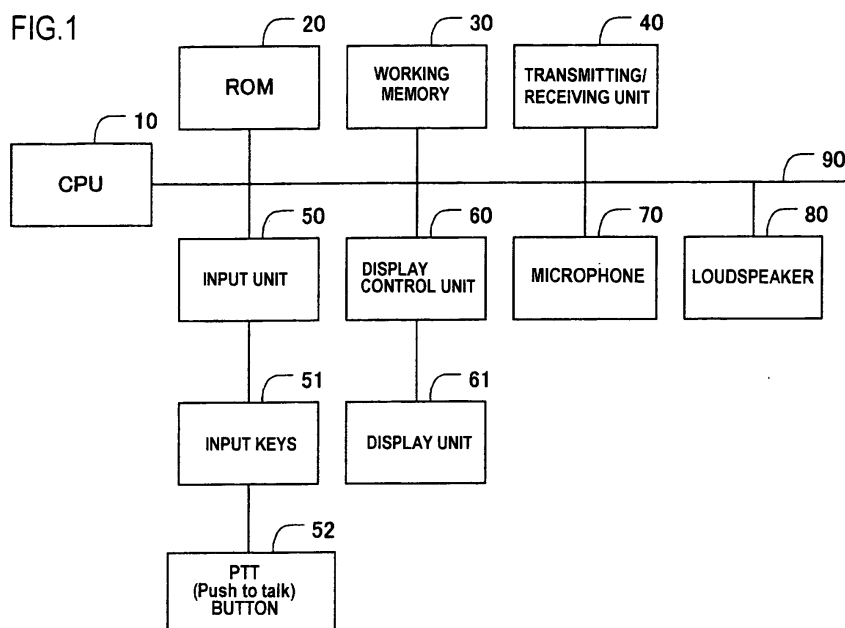 FIG.1
20
30
40
ROM
WORKING
MEMORY
TRANSMITTING/
RECEIVING UNIT
10
CPU
90
50
60
70
80
INPUT UNIT
DISPLAY
CONTROL UNIT
MICROPHONE
LOUDSPEAKER
51
61
INPUT KEYS
DISPLAY UNIT
52
PTT
(Push to talk)
BUTTON